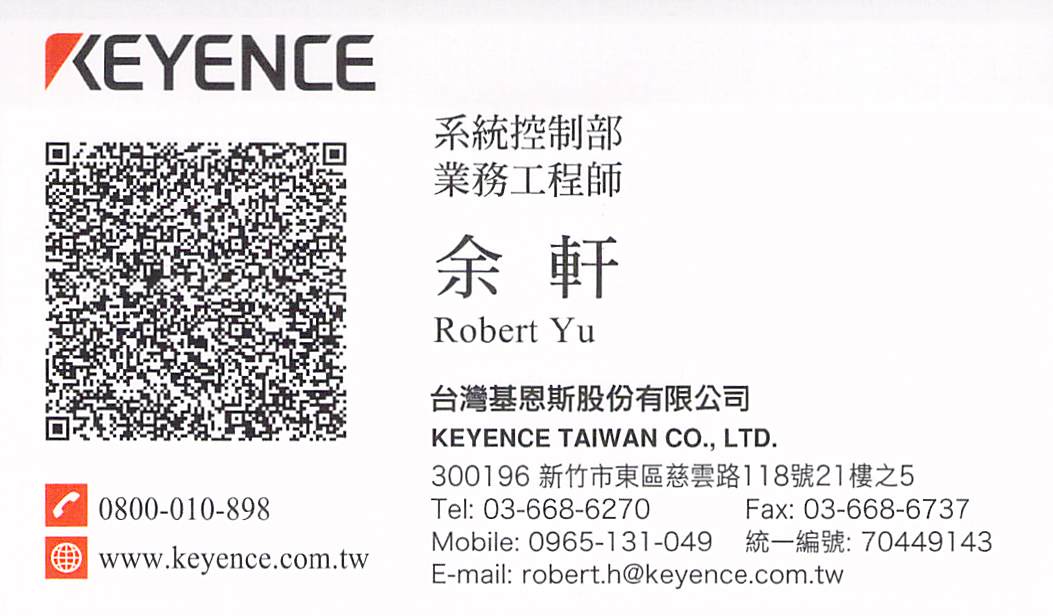 KEYENCE
系統控制部
業務工程師
余 軒
Robert Yu
台灣基恩斯股份有限公司
KEYENCE TAIWAN CO., LTD.
300196 新竹市東區慈雲路118號21樓之5
Tel: 03-668-6270 Fax: 03-668-6737
Mobile: 0965-131-049 統一編號: 70449143
E-mail: robert.h@keyence.com.tw
0800-010-898
www.keyence.com.tw